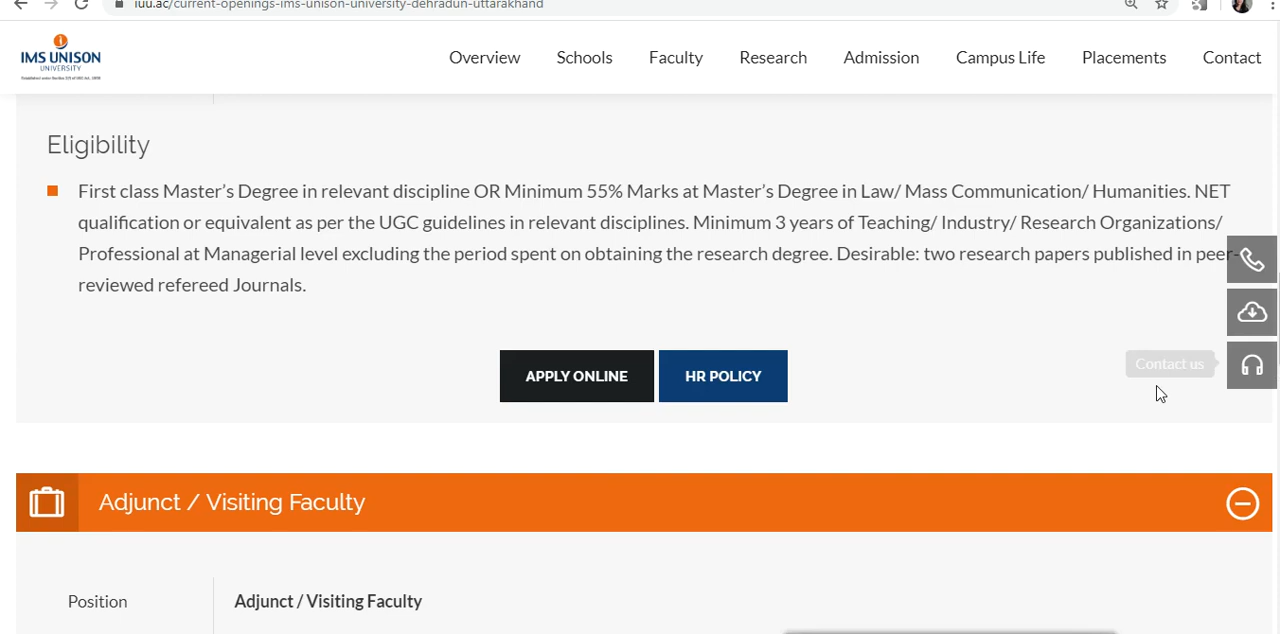 iuu.ac/current-openings-ims-unison-university-dehradun-uttarakhand
IMS UNISON
UNIVERSITY
Overview
Schools
Faculty
Research
Admission
Campus Life
Placements
Contact
Eligibility
First class Master’s Degree in relevant discipline OR Minimum 55% Marks at Master’s Degree in Law/ Mass Communication/ Humanities. NET
qualification or equivalent as per the UGC guidelines in relevant disciplines. Minimum 3 years of Teaching/ Industry/ Research Organizations/
Professional at Managerial level excluding the period spent on obtaining the research degree. Desirable: two research papers published in peer-
reviewed refereed Journals.
APPLY ONLINE
HR POLICY
Contact us
Adjunct / Visiting Faculty
Position
Adjunct / Visiting Faculty